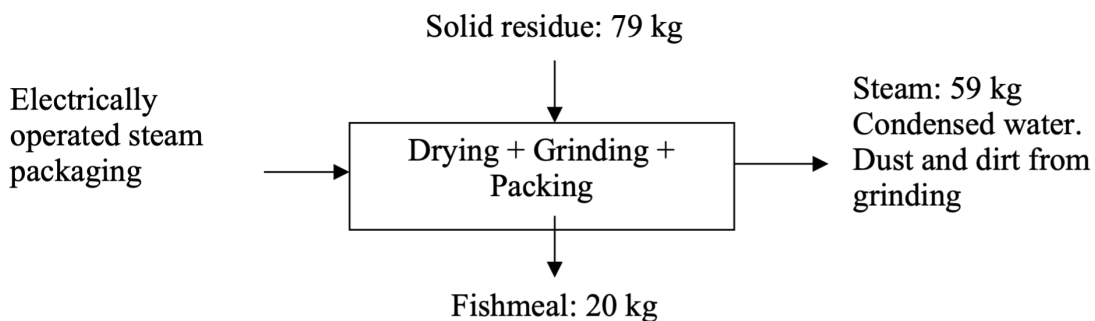 Solid residue: 79 kg
Electrically
operated steam
packaging
Drying + Grinding +
Packing
Steam: 59 kg
Condensed water.
Dust and dirt from
grinding
Fishmeal: 20 kg